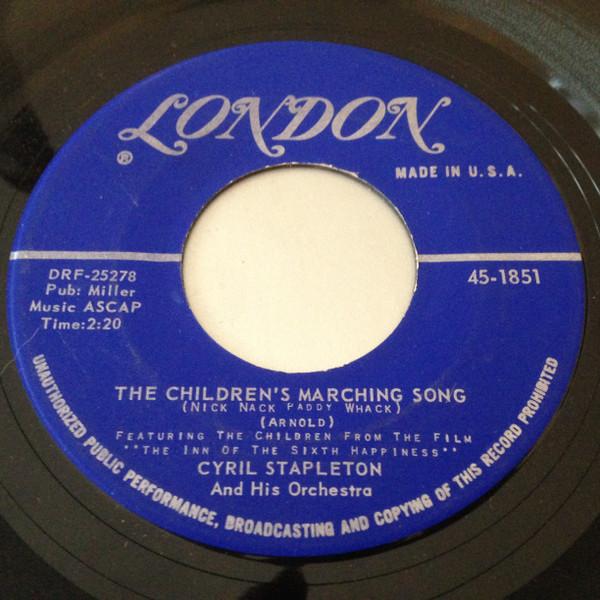 LONDON
®
MADE IN U.S.A.
DRF-25278
Pub: Miller
Music ASCAP
Time:2:20
45-1851
THE CHILDREN'S MARCHING SONG
(NICK NACK PADDY WHACK)
(ARNOLD)
FEATURING THE CHILDREN FROM THE FILM
"THE INN OF THE SIXTH HAPPINESS"
CYRIL STAPLETON
And His Orchestra
UNAUTHORIZED PUBLIC PERFORMANCE, BROADCASTING AND COPYING OF THIS RECORD PROHIBITED